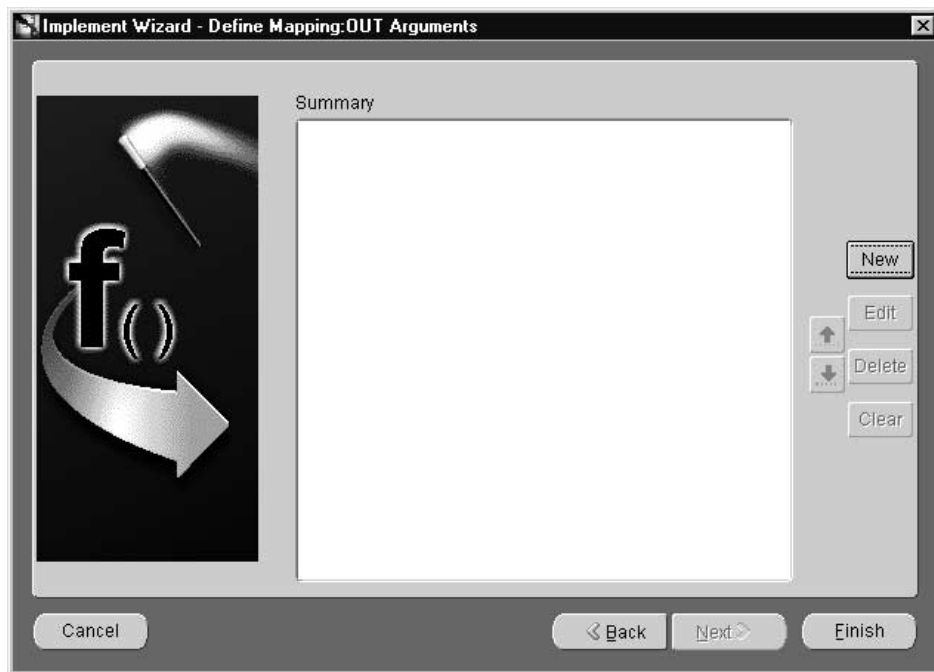 Implement Wizard - Define Mapping:OUT Arguments
Summary
f()
New
Edit
Delete
Clear
Cancel
Back
Next
Finish